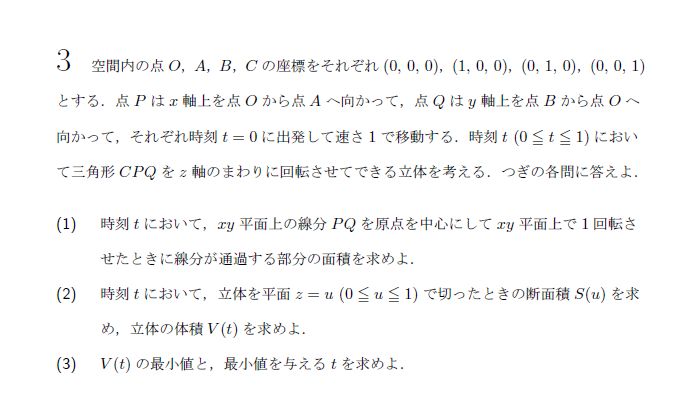 3 空間内の点 O, A, B, C の座標をそれぞれ (0, 0, 0), (1, 0, 0), (0, 1, 0), (0, 0, 1)
とする．点 P は x 軸上を点 O から点 A へ向かって，点 Q は y 軸上を点 B から点 O へ
向かって，それぞれ時刻 t = 0 に出発して速さ 1 で移動する．時刻 t (0 ≦ t ≦ 1) におい
て三角形 CPQ を z 軸のまわりに回転させてできる立体を考える．つぎの各問に答えよ．
(1) 時刻 t において，xy 平面上の線分 PQ を原点を中心にして xy 平面上で 1 回転さ
せたときに線分が通過する部分の面積を求めよ．
(2) 時刻 t において，立体を平面 z = u (0 ≦ u ≦ 1) で切ったときの断面積 S(u) を求
め，立体の体積 V(t) を求めよ．
(3) V(t) の最小値と，最小値を与える t を求めよ．